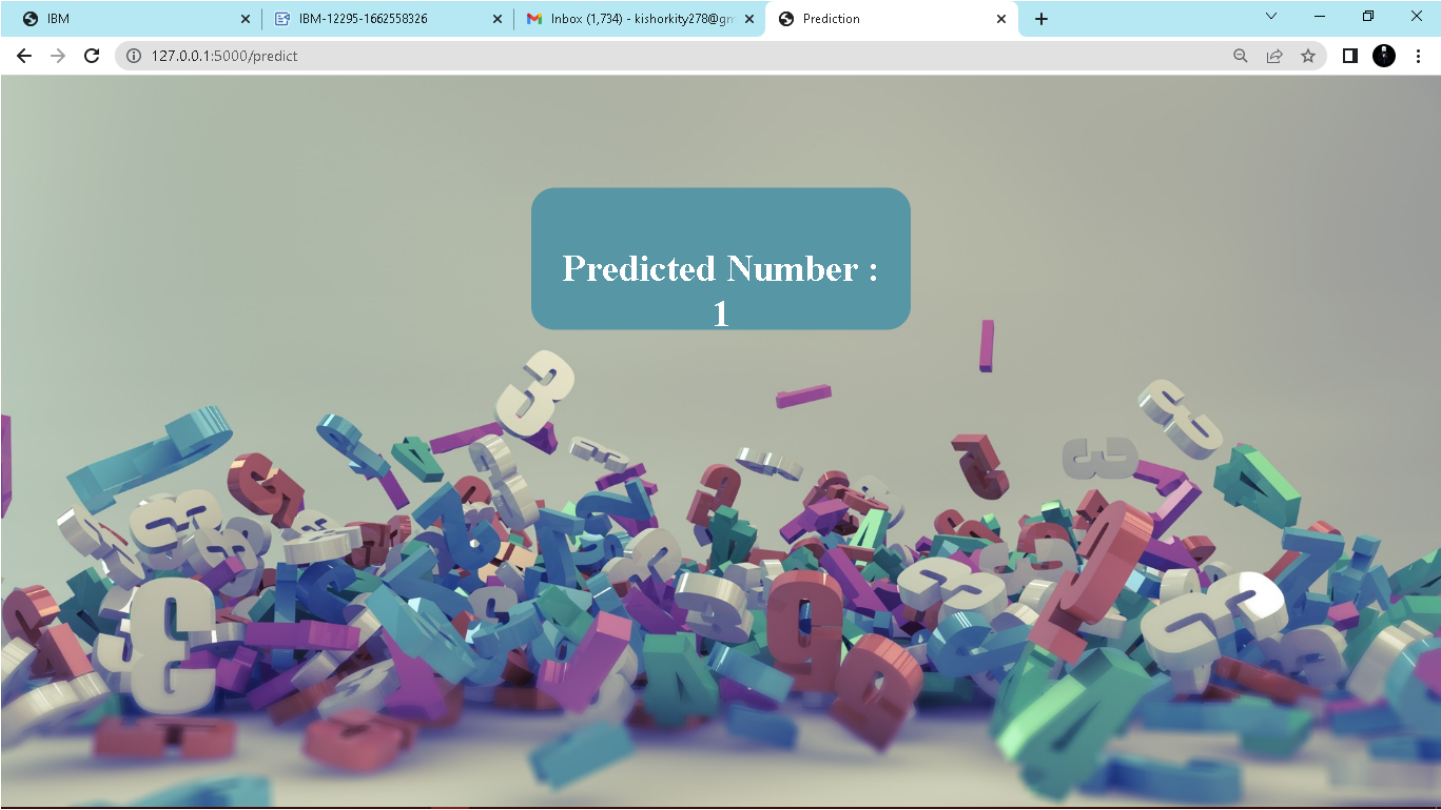 IBM
IBM-12295-1662558326
Inbox (1,734) - kishorkity278@gm
Prediction
127.0.0.1:5000/predict
Predicted Number :
1